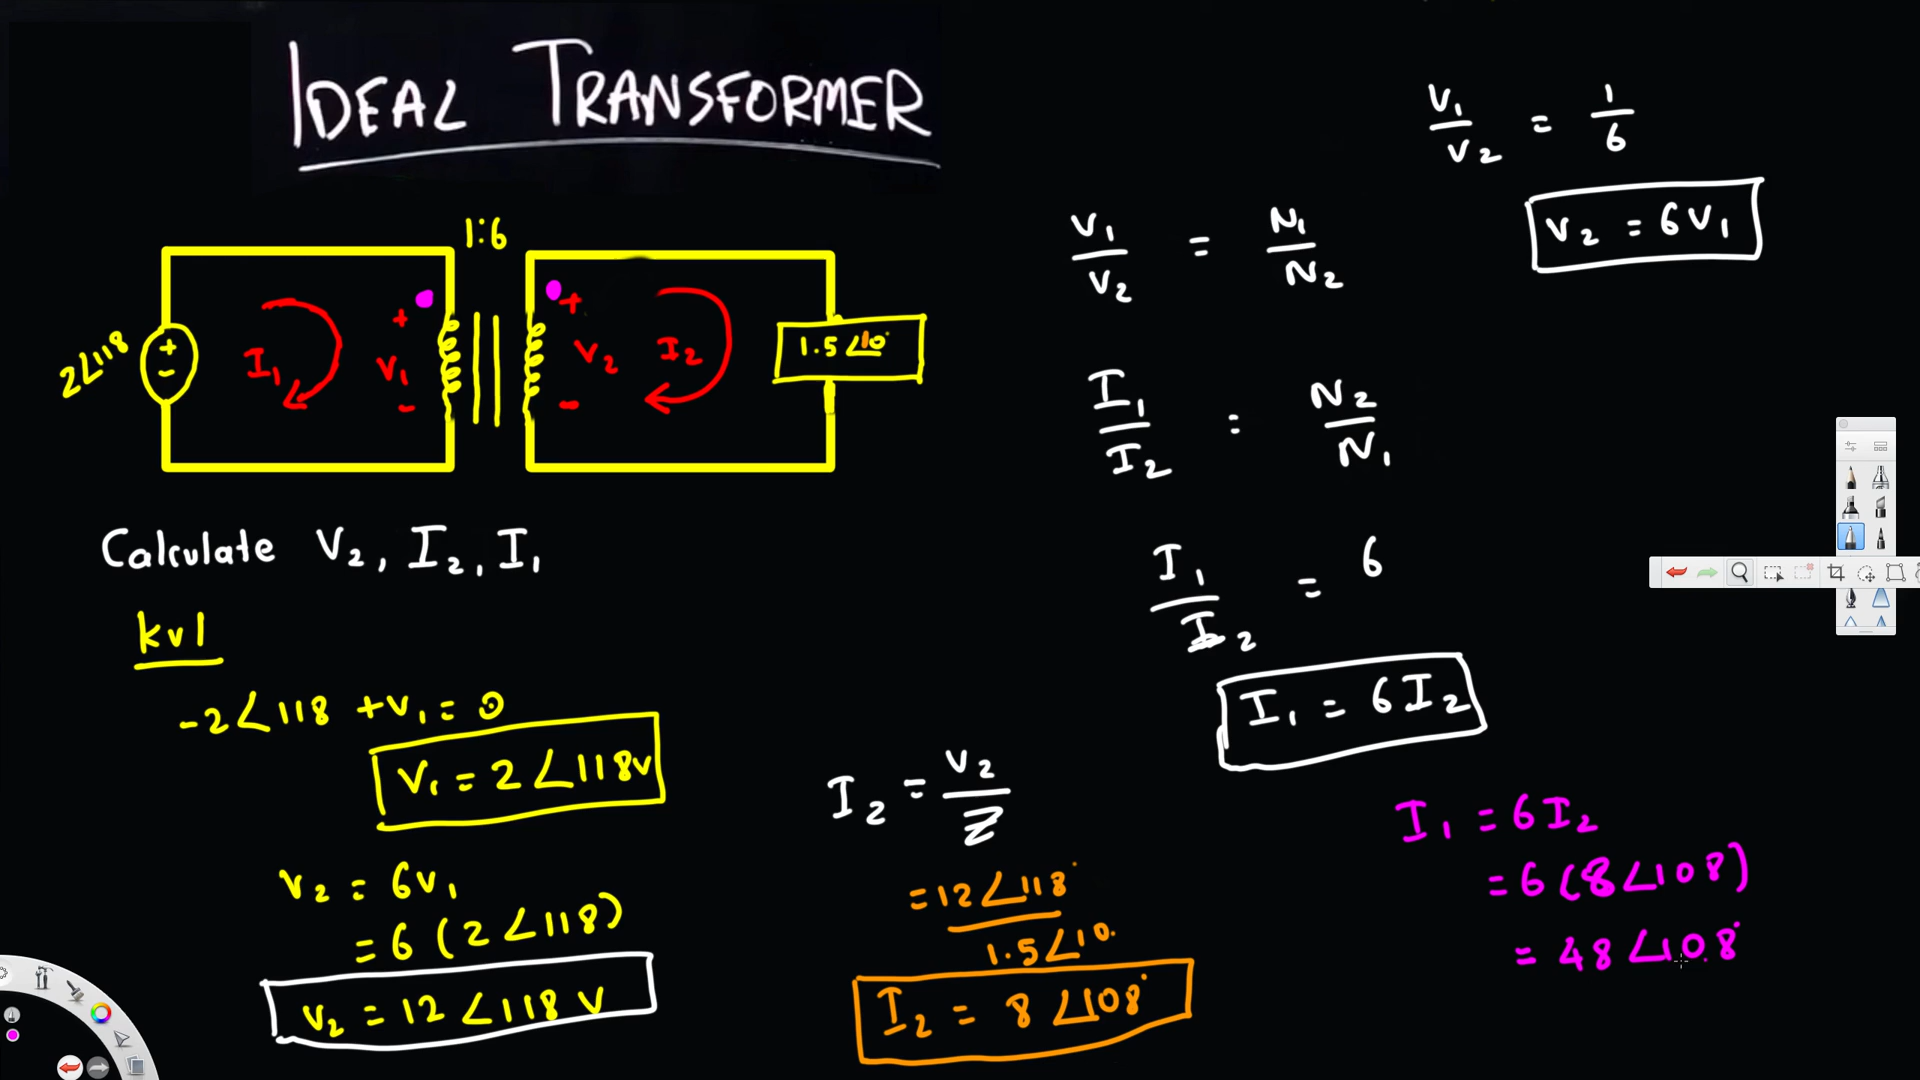 IDEAL TRANSFORMER
1:6
2∠118
+
-
I₁
+
V₁
-
+
V₂
-
I₂
1.5∠10°
Calculate V₂, I₂, I₁
kvl
-2∠118 +V₁ = 0
V₁ = 2∠118V
V₂ = 6V₁
= 6 (2∠118)
V₂ = 12∠118 V
I₂ = V₂/Z
= 12∠118° / 1.5∠10°
I₂ = 8∠108°
V₁/V₂ = 1/6
V₂ = 6V₁
V₁/V₂ = N₁/N₂
I₁/I₂ = N₂/N₁
I₁/I₂ = 6
I₁ = 6I₂
I₁ = 6I₂
= 6(8∠108)
= 48∠108°